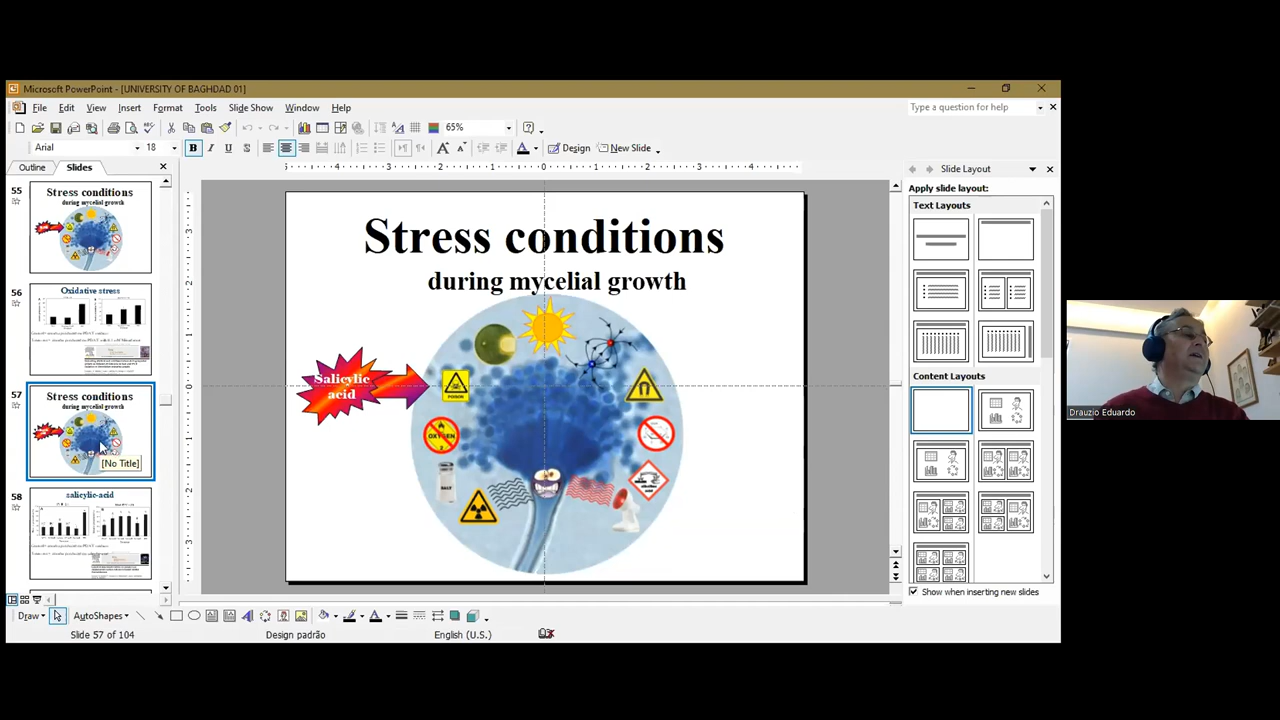 Microsoft PowerPoint - [UNIVERSITY OF BAGHDAD 01]
File Edit View Insert Format Tools Slide Show Window Help
Type a question for help
65%
Arial 18 B I U S A A A Design New Slide
Outline Slides
Slide Layout
Apply slide layout:
Text Layouts
Content Layouts
Show when inserting new slides
55
Stress conditions
during mycelial growth
56
Oxidative stress
57
Stress conditions
during mycelial growth
[No Title]
58
salicylic-acid
Stress conditions
during mycelial growth
Salicylic
acid
POISON
OXYGEN
SALT
Draw AutoShapes
Slide 57 of 104 Design padrão English (U.S.)
Drauzio Eduardo